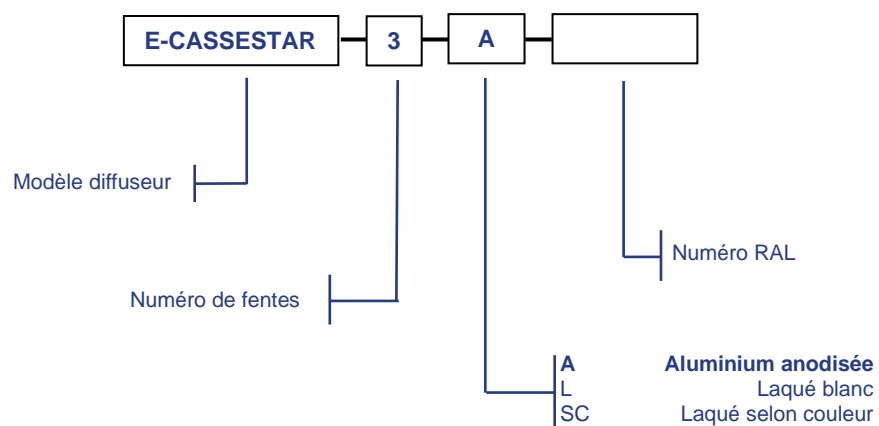 E-CASSESTAR 3 A
Modèle diffuseur
Numéro RAL
Numéro de fentes
A Aluminium anodisée
L Laqué blanc
SC Laqué selon couleur